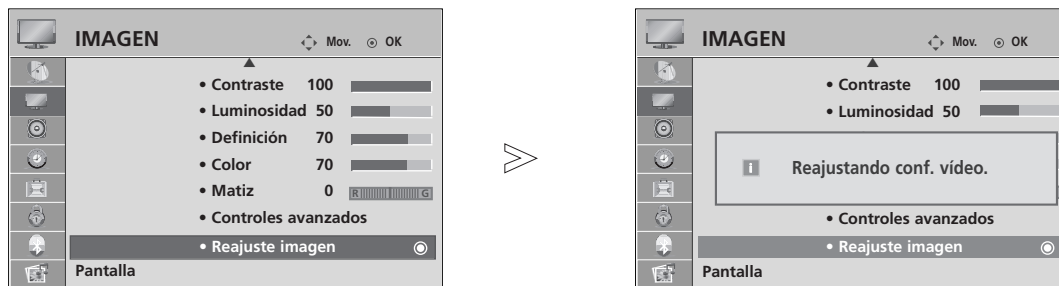 IMAGEN Mov. OK
• Contraste 100
• Luminosidad 50
• Definición 70
• Color 70
• Matiz 0 R G
• Controles avanzados
• Reajuste imagen
Pantalla
IMAGEN Mov. OK
• Contraste 100
• Luminosidad 50
i Reajustando conf. vídeo.
• Controles avanzados
• Reajuste imagen
Pantalla